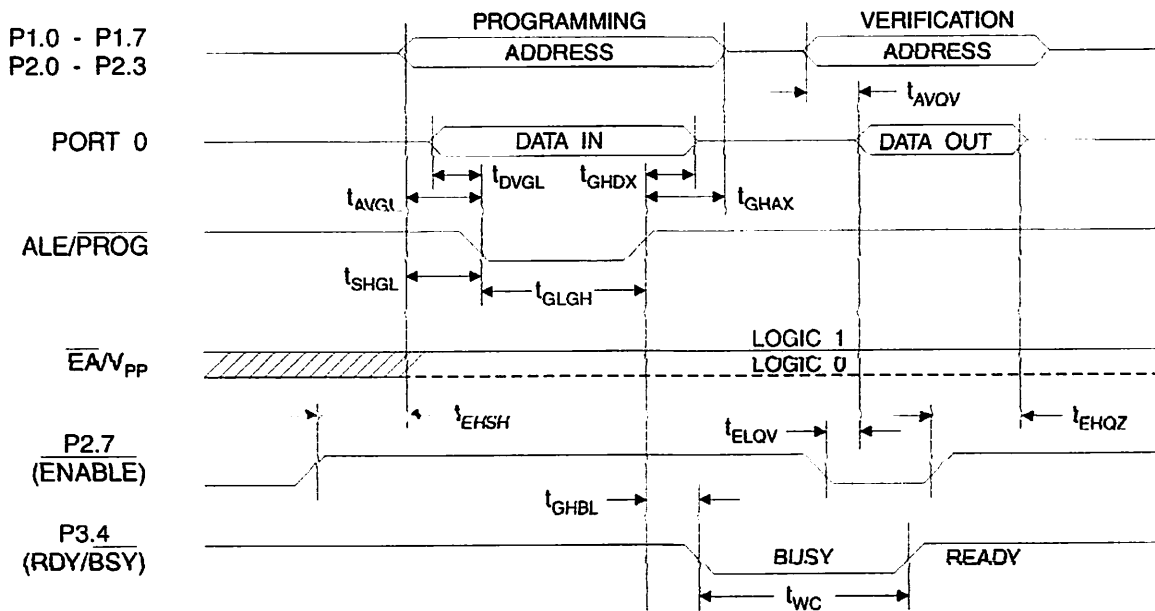 PROGRAMMING
VERIFICATION
P1.0 - P1.7
P2.0 - P2.3
ADDRESS
ADDRESS
tAVQV
PORT 0
DATA IN
DATA OUT
tDVGL
tGHDX
tAVGL
tGHAX
ALE/PROG
tSHGL
tGLGH
EA/VPP
LOGIC 1
LOGIC 0
tEHSH
tELQV
tEHQZ
P2.7
(ENABLE)
tGHBL
P3.4
(RDY/BSY)
BUSY
READY
tWC